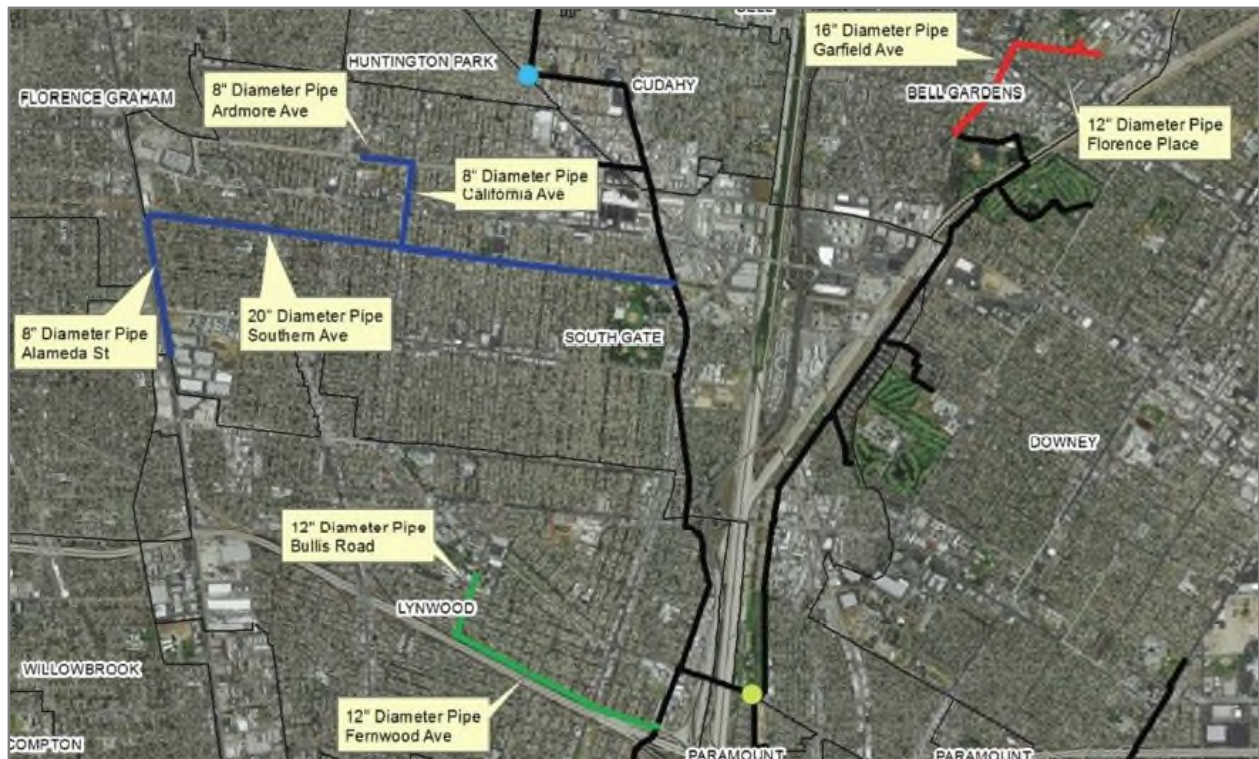 BELL
16" Diameter Pipe
Garfield Ave
HUNTINGTON PARK
8" Diameter Pipe
Ardmore Ave
CUDAHY
FLORENCE GRAHAM
BELL GARDENS
12" Diameter Pipe
Florence Place
8" Diameter Pipe
California Ave
20" Diameter Pipe
Southern Ave
8" Diameter Pipe
Alameda St
SOUTH GATE
DOWNEY
12" Diameter Pipe
Bullis Road
LYNWOOD
WILLOWBROOK
12" Diameter Pipe
Fernwood Ave
COMPTON
PARAMOUNT
PARAMOUNT